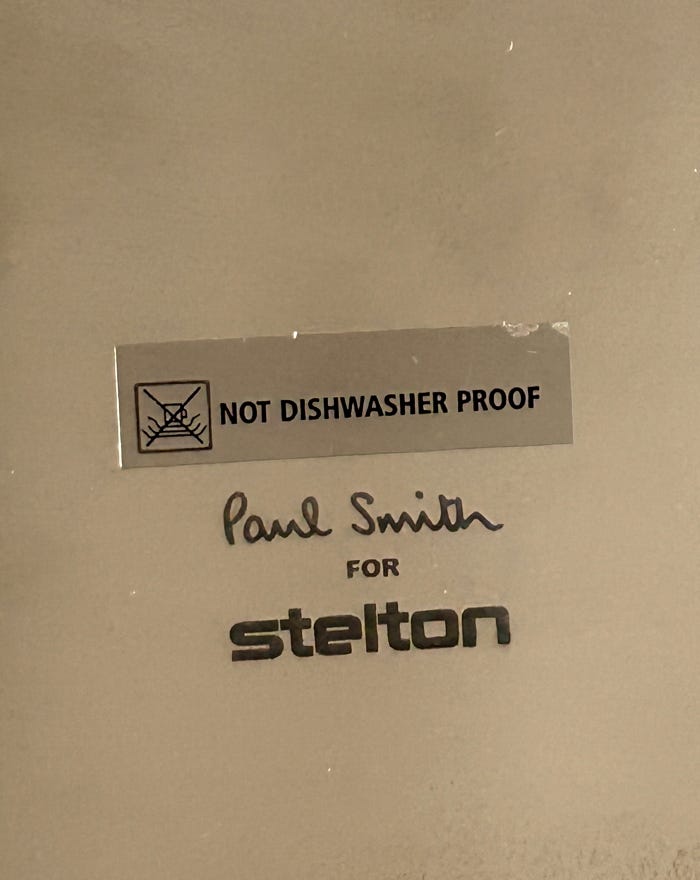 NOT DISHWASHER PROOF
Paul Smith
FOR
stelton